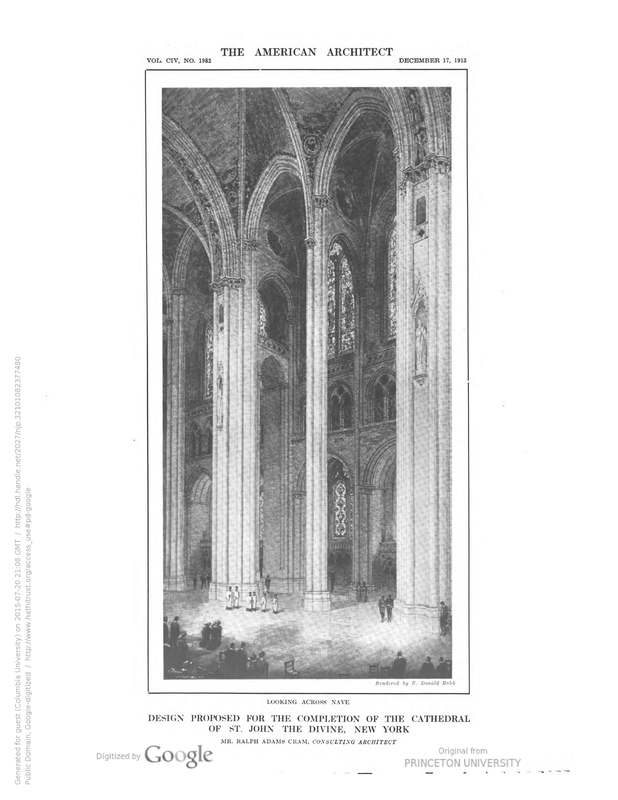 THE AMERICAN ARCHITECT
VOL. CIV, NO. 1982 DECEMBER 17, 1913
Rendered by E. Donald Robb
LOOKING ACROSS NAVE
DESIGN PROPOSED FOR THE COMPLETION OF THE CATHEDRAL
OF ST. JOHN THE DIVINE, NEW YORK
MR. RALPH ADAMS CRAM, CONSULTING ARCHITECT
Digitized by Google
Original from
PRINCETON UNIVERSITY
Generated for guest (Columbia University) on 2015-07-20 21:08 GMT / http://hdl.handle.net/2027/njp.32101082377480
Public Domain, Google-digitized / http://www.hathitrust.org/access_use#pd-google